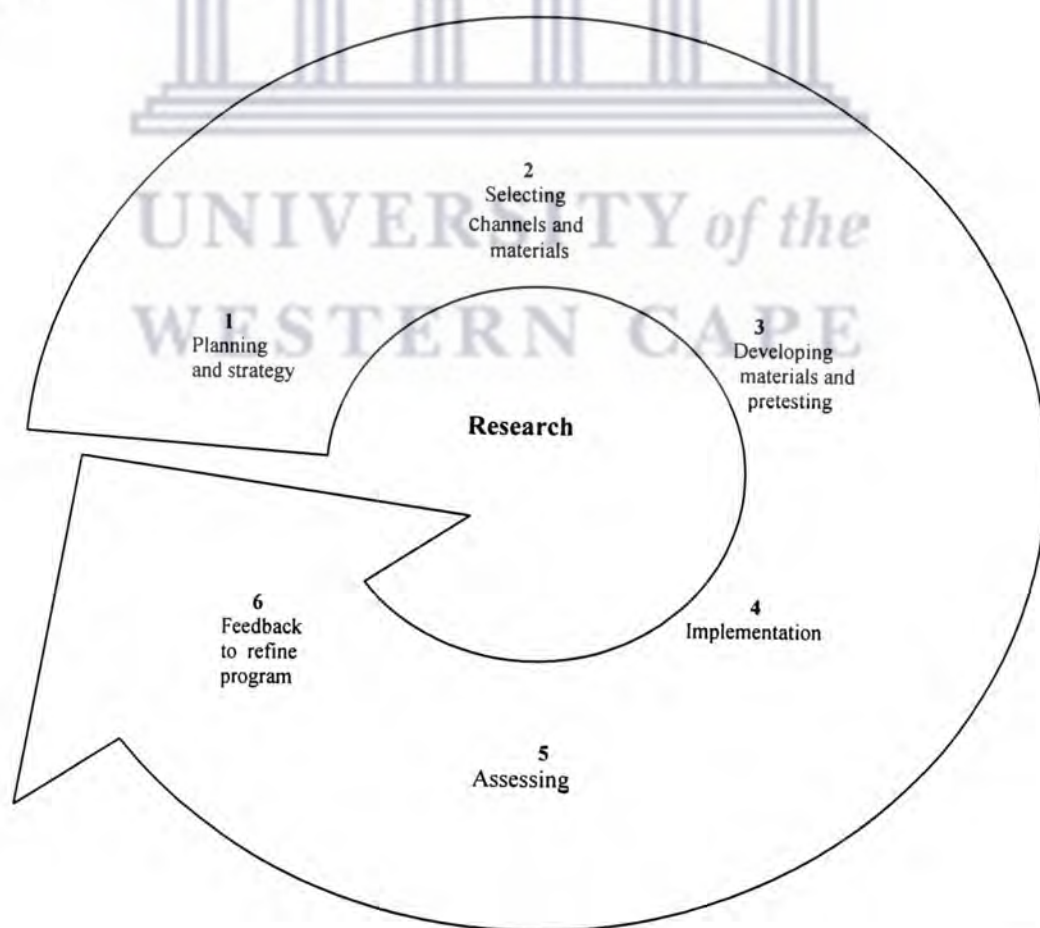 UNIVERSITY of the
WESTERN CAPE
1
Planning
and strategy
2
Selecting
Channels and
materials
3
Developing
materials and
pretesting
Research
4
Implementation
5
Assessing
6
Feedback
to refine
program